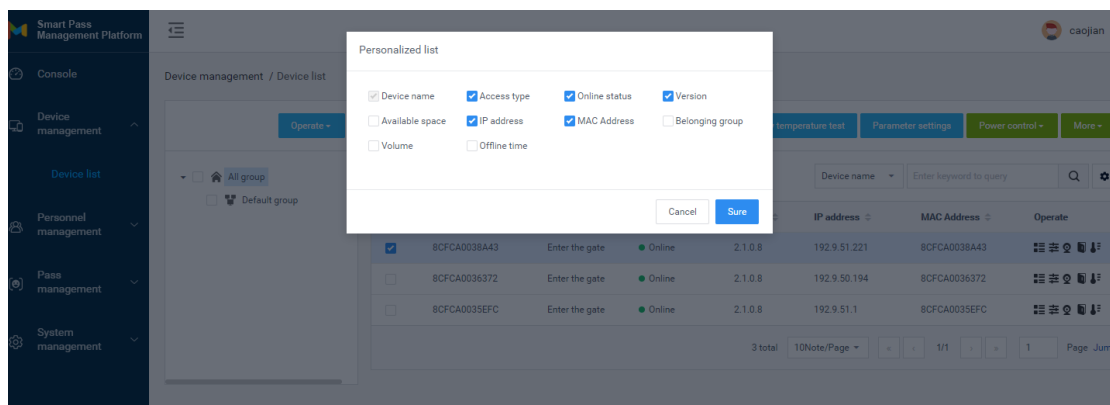 Smart Pass
Management Platform
caojian
Console
Device management / Device list
Device
management
Device list
Personnel
management
Pass
management
System
management
Operate
temperature test
Parameter settings
Power control
More
All group
Default group
Device name
Enter keyword to query
Personalized list
Device name
Access type
Online status
Version
Available space
IP address
MAC Address
Belonging group
Volume
Offline time
Cancel
Sure
IP address MAC Address Operate
8CFCA0038A43 Enter the gate Online 2.1.0.8 192.9.51.221 8CFCA0038A43
8CFCA0036372 Enter the gate Online 2.1.0.8 192.9.50.194 8CFCA0036372
8CFCA0035EFC Enter the gate Online 2.1.0.8 192.9.51.1 8CFCA0035EFC
3 total 10Note/Page « ‹ 1/1 › » 1 Page Jum